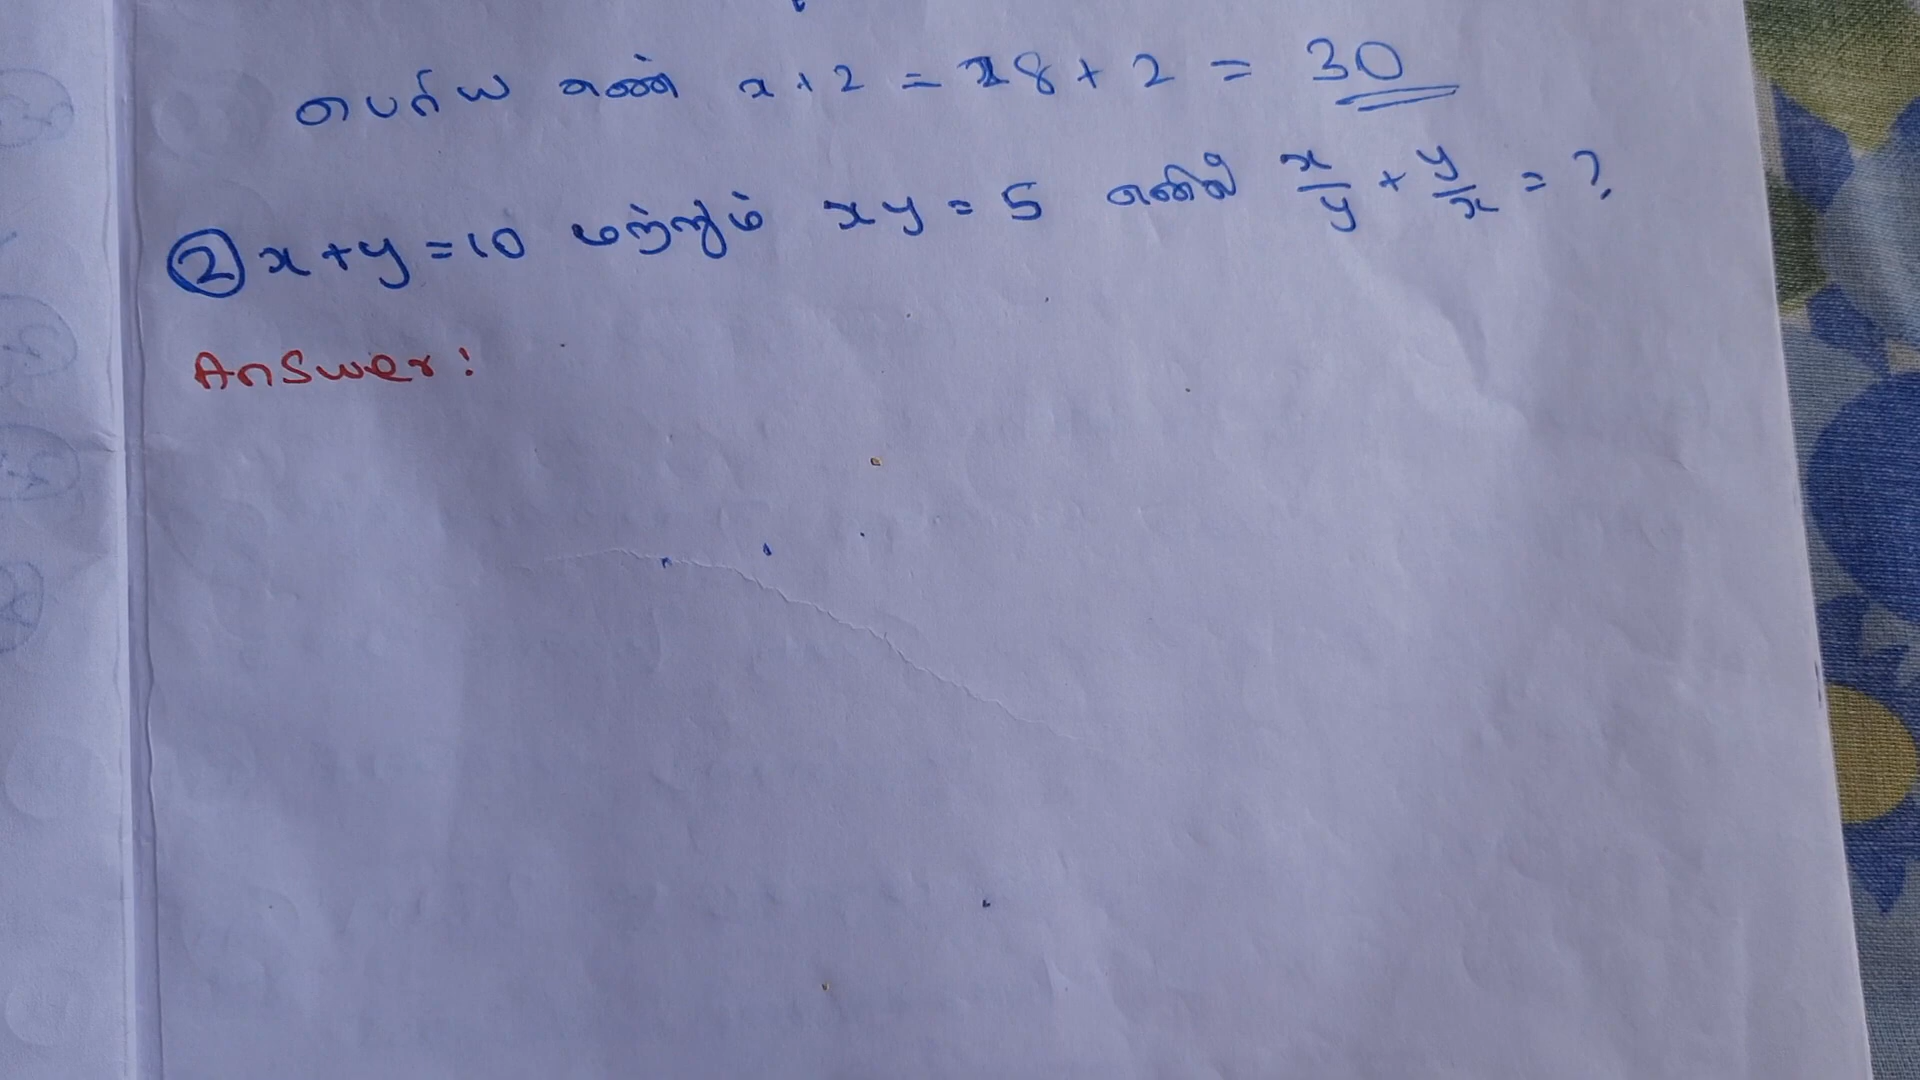 பெரிய எண் x+2 = 28 + 2 = 30
② x+y = 10 மற்றும் xy = 5 எனில் x/y + y/x = ?
Answer: